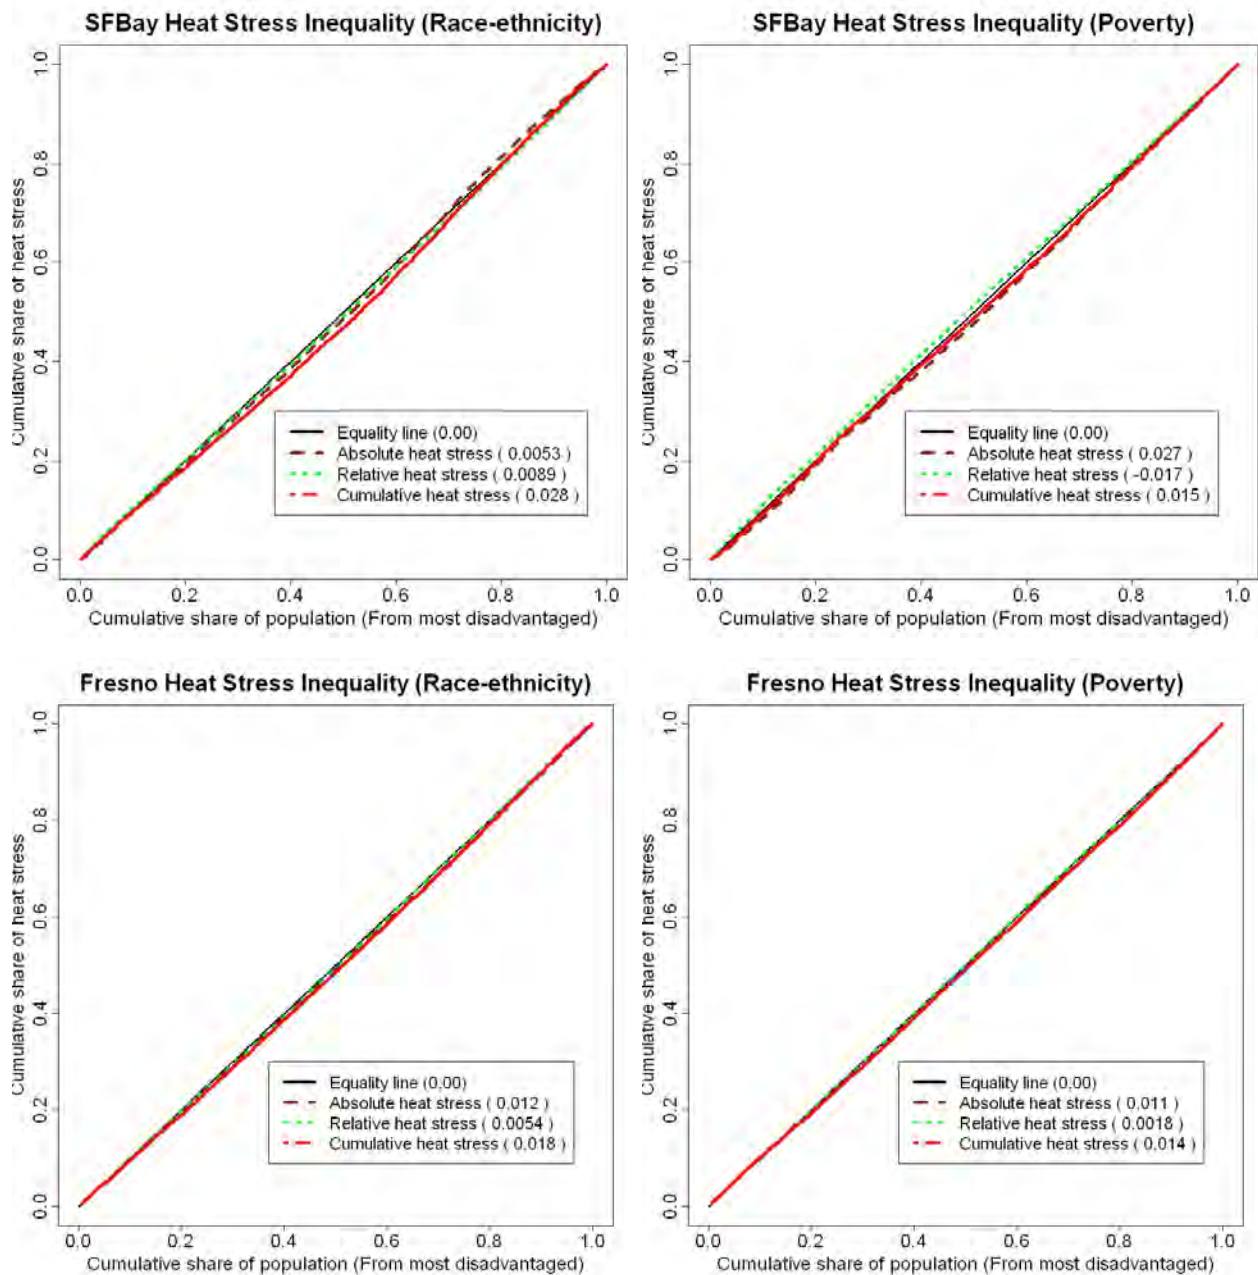 SFBay Heat Stress Inequality (Race-ethnicity)
Cumulative share of heat stress
1.0
0.8
0.6
0.4
0.2
0.0
Equality line (0.00)
Absolute heat stress ( 0.0053 )
Relative heat stress ( 0.0089 )
Cumulative heat stress ( 0.028 )
0.0 0.2 0.4 0.6 0.8 1.0
Cumulative share of population (From most disadvantaged)
SFBay Heat Stress Inequality (Poverty)
Cumulative share of heat stress
1.0
0.8
0.6
0.4
0.2
0.0
Equality line (0.00)
Absolute heat stress ( 0.027 )
Relative heat stress ( -0.017 )
Cumulative heat stress ( 0.015 )
0.0 0.2 0.4 0.6 0.8 1.0
Cumulative share of population (From most disadvantaged)
Fresno Heat Stress Inequality (Race-ethnicity)
Cumulative share of heat stress
1.0
0.8
0.6
0.4
0.2
0.0
Equality line (0.00)
Absolute heat stress ( 0.012 )
Relative heat stress ( 0.0054 )
Cumulative heat stress ( 0.018 )
0.0 0.2 0.4 0.6 0.8 1.0
Cumulative share of population (From most disadvantaged)
Fresno Heat Stress Inequality (Poverty)
Cumulative share of heat stress
1.0
0.8
0.6
0.4
0.2
0.0
Equality line (0.00)
Absolute heat stress ( 0.011 )
Relative heat stress ( 0.0018 )
Cumulative heat stress ( 0.014 )
0.0 0.2 0.4 0.6 0.8 1.0
Cumulative share of population (From most disadvantaged)